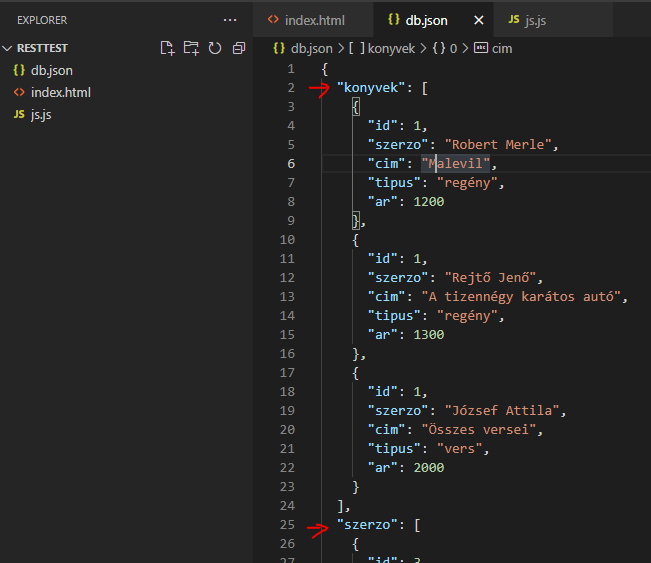 EXPLORER
RESTTEST
db.json
index.html
js.js
index.html
db.json
js.js
db.json > [ ] konyvek > {} 0 > abc cim
1 {
2 "konyvek": [
3 {
4 "id": 1,
5 "szerzo": "Robert Merle",
6 "cim": "Malevil",
7 "tipus": "regény",
8 "ar": 1200
9 },
10 {
11 "id": 1,
12 "szerzo": "Rejtő Jenő",
13 "cim": "A tizennégy karátos autó",
14 "tipus": "regény",
15 "ar": 1300
16 },
17 {
18 "id": 1,
19 "szerzo": "József Attila",
20 "cim": "Összes versei",
21 "tipus": "vers",
22 "ar": 2000
23 }
24 ],
25 "szerzo": [
26 {
27 "id": 3